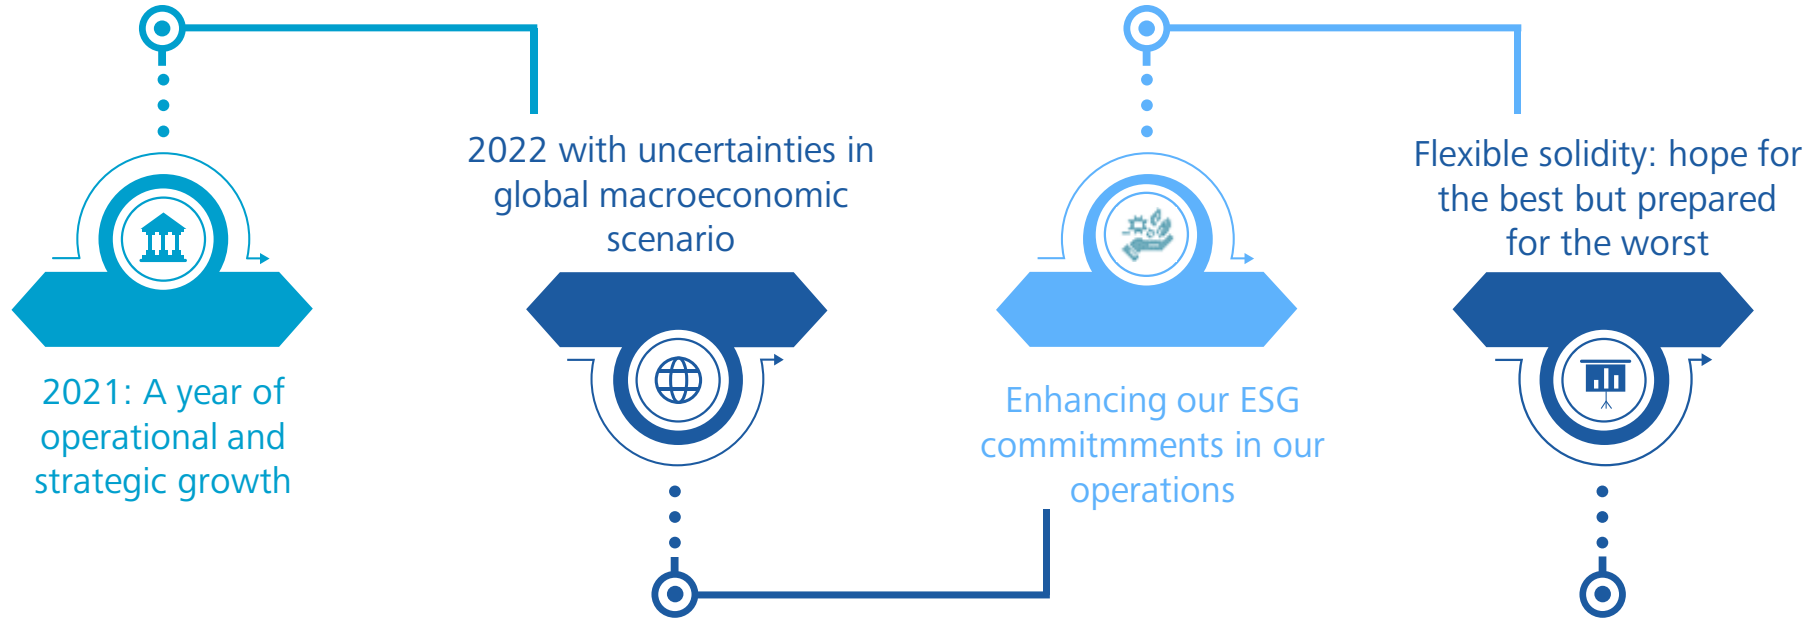 2021: A year of
operational and
strategic growth
2022 with uncertainties in
global macroeconomic
scenario
Enhancing our ESG
commitmments in our
operations
Flexible solidity: hope for
the best but prepared
for the worst